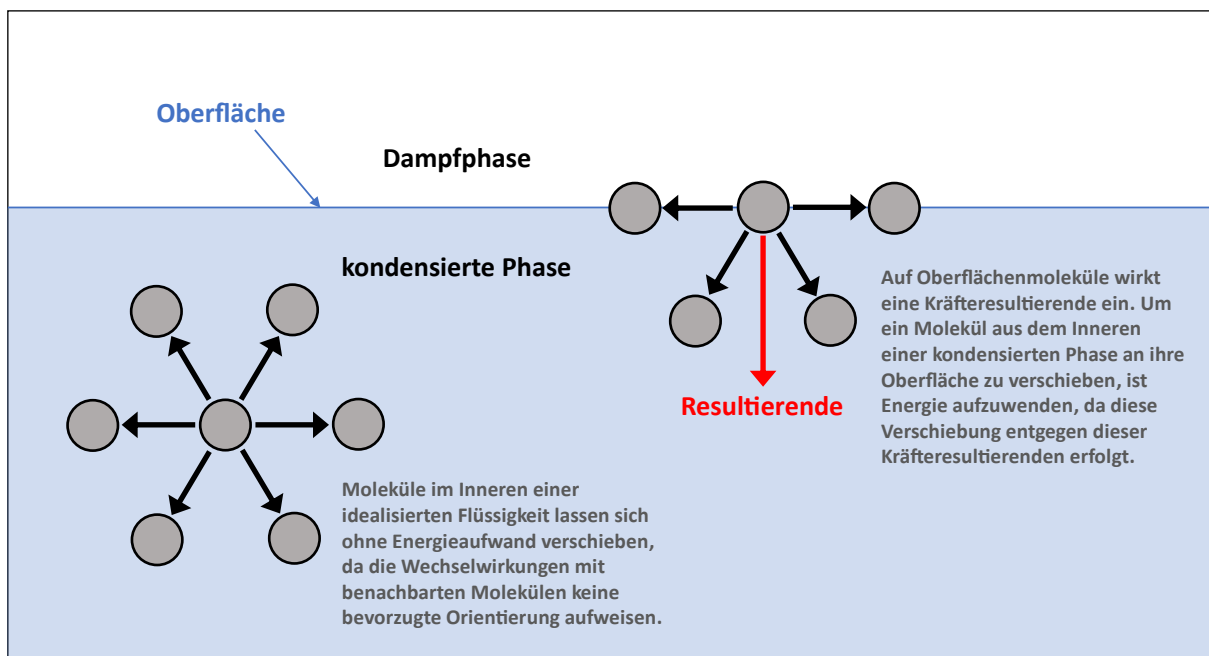 Oberfläche
Dampfphase
kondensierte Phase
Auf Oberflächenmoleküle wirkt
eine Kräfteresultierende ein. Um
ein Molekül aus dem Inneren
einer kondensierten Phase an ihre
Oberfläche zu verschieben, ist
Energie aufzuwenden, da diese
Verschiebung entgegen dieser
Kräfteresultierenden erfolgt.
Resultierende
Moleküle im Inneren einer
idealisierten Flüssigkeit lassen sich
ohne Energieaufwand verschieben,
da die Wechselwirkungen mit
benachbarten Molekülen keine
bevorzugte Orientierung aufweisen.